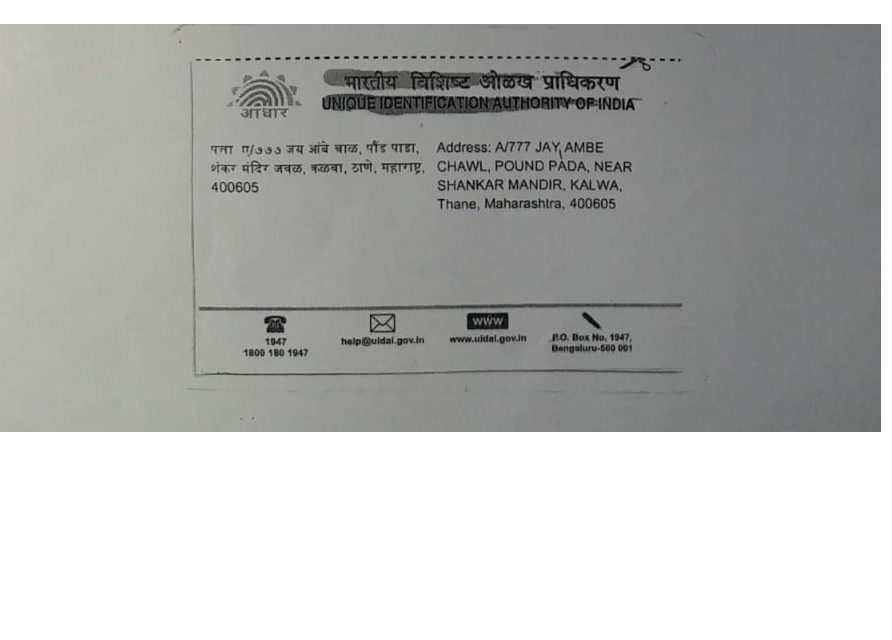 भारतीय विशिष्ट ओळख प्राधिकरण
UNIQUE IDENTIFICATION AUTHORITY OF INDIA
आधार
पत्ता ए/७७७ जय आंबे चाळ, पौंड पाडा,
शंकर मंदिर जवळ, कळवा, ठाणे, महाराष्ट्र,
400605
Address: A/777 JAY AMBE
CHAWL, POUND PADA, NEAR
SHANKAR MANDIR, KALWA,
Thane, Maharashtra, 400605
1947
1800 180 1947
help@uidai.gov.in
www
www.uidai.gov.in
P.O. Box No. 1947,
Bengaluru-560 001